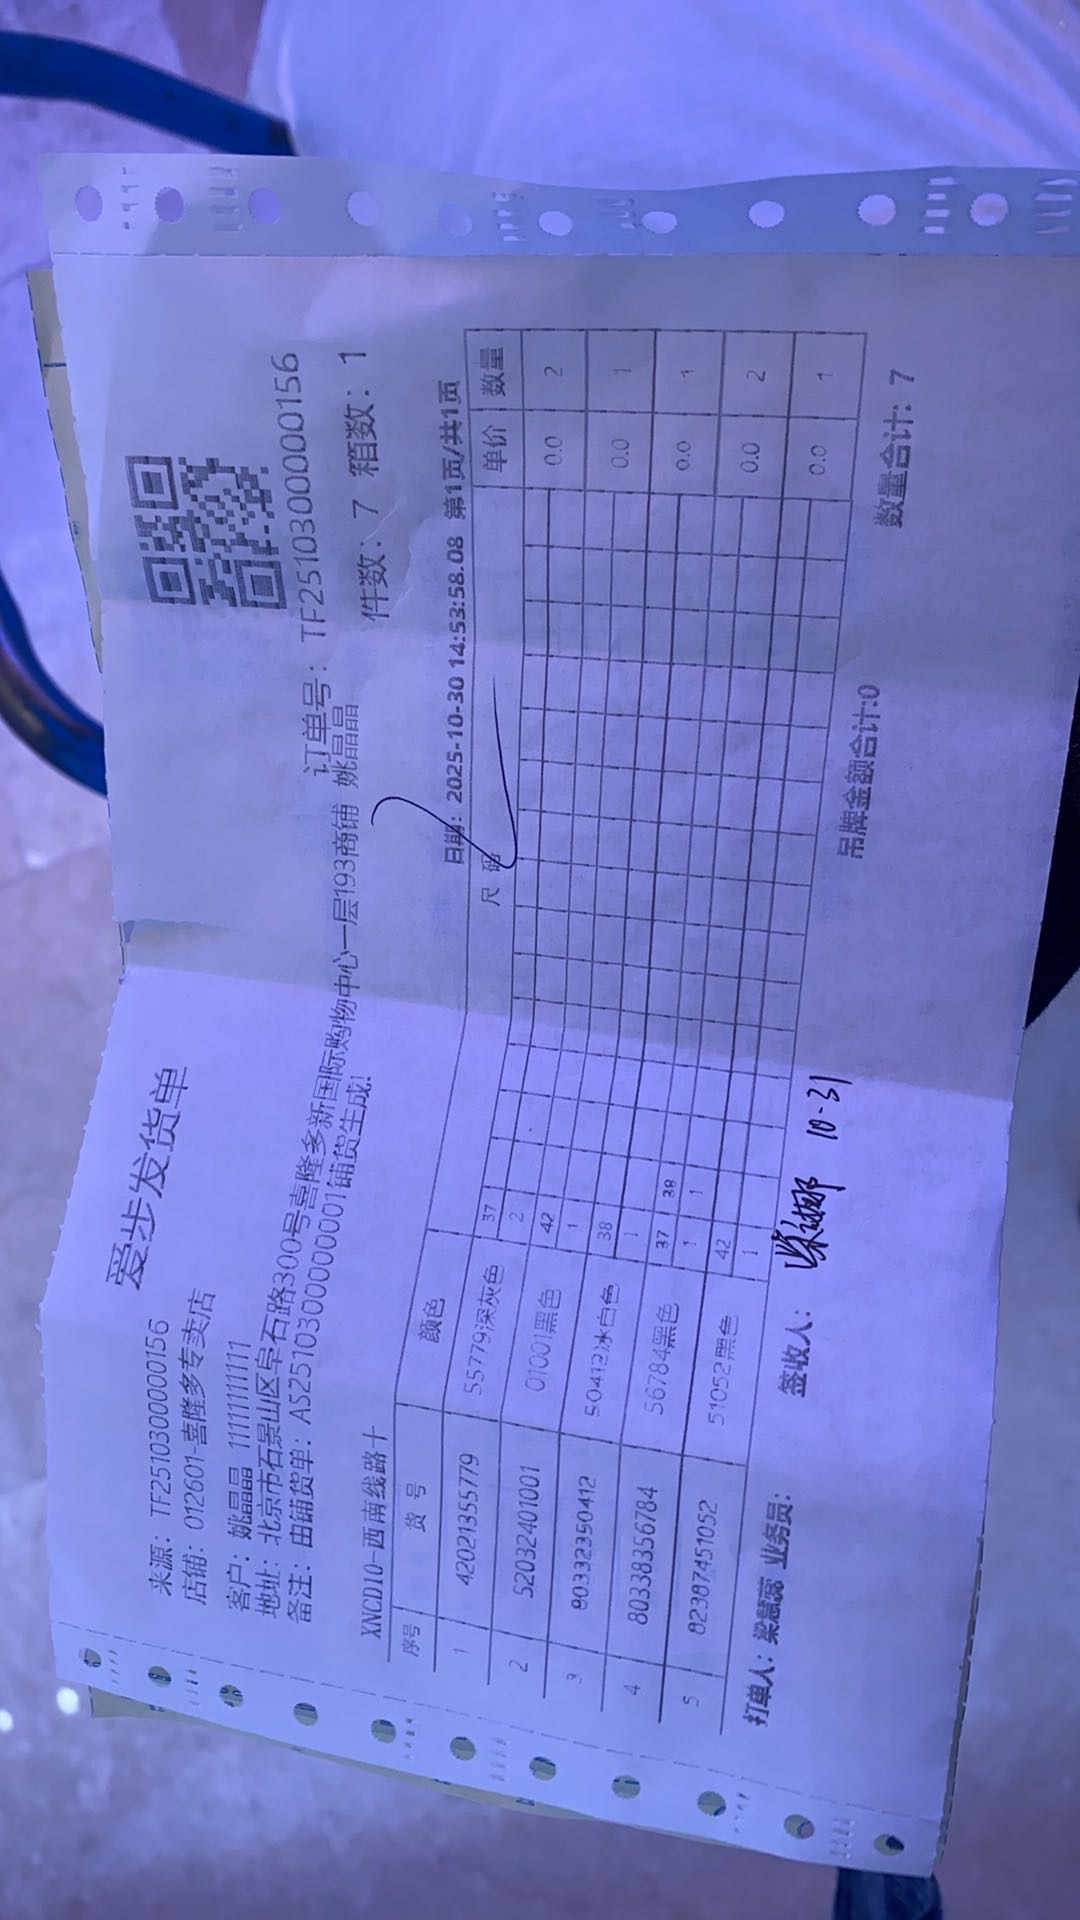 爱步发货单
来源：TF2510300000156
店铺：012601-喜隆多专卖店
订单号：TF2510300000156
客户：姚晶晶 11111111111
地址：北京市石景山区阜石路300号喜隆多新国际购物中心一层193商铺 姚晶晶
备注：由铺货单：AS2510300000001铺货生成!
件数：7 箱数：1
XNCD10-西南线路十
日期：2025-10-30 14:53:58.08 第1页/共1页
序号 货号 颜色 尺码 单价 数量
37
1 42021355779 55779深灰色 2 0.0 2
42
2 52032401001 01001黑色 1 0.0 1
38
3 80332350412 50412冰白色 1 0.0 1
37 38
4 80338356784 56784黑色 1 1 0.0 2
42
5 82387451052 51052黑色 1 0.0 1
吊牌金额合计:0 数量合计：7
打单人：梁慧蕊 业务员： 签收人： 10-31